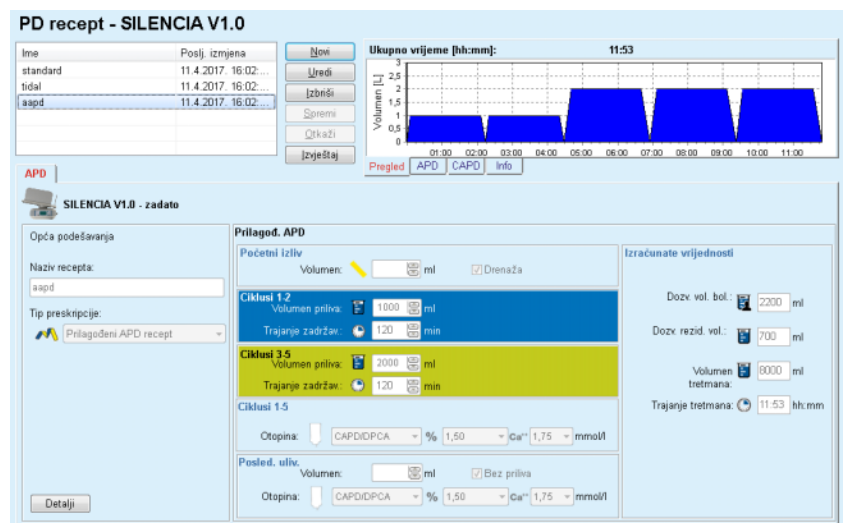 PD recept - SILENCIA V1.0
Ime Poslj. izmjena
standard 11.4.2017. 16:02:...
tidal 11.4.2017. 16:02:...
aapd 11.4.2017. 16:02:...
Novi
Uredi
Izbriši
Spremi
Otkaži
Izvještaj
Ukupno vrijeme [hh:mm]: 11:53
Volumen [L]
3
2,5
2
1,5
1
0,5
0
01:00 02:00 03:00 04:00 05:00 06:00 07:00 08:00 09:00 10:00 11:00
Pregled APD CAPD Info
APD
SILENCIA V1.0 - zadato
Opća podešavanja
Naziv recepta:
aapd
Tip preskripcije:
Prilagođeni APD recept
Detalji
Prilagođ. APD
Početni izliv
Volumen: ml Drenaža
Ciklusi 1-2
Volumen priliva: 1000 ml
Trajanje zadržav.: 120 min
Ciklusi 3-5
Volumen priliva: 2000 ml
Trajanje zadržav.: 120 min
Ciklusi 1-5
Otopina: CAPD/DPCA % 1,50 Ca++ 1,75 mmol/l
Posled. uliv.
Volumen: ml Bez priliva
Otopina: CAPD/DPCA % 1,50 Ca++ 1,75 mmol/l
Izračunate vrijednosti
Dozv. vol. bol.: 2200 ml
Dozv. rezid. vol.: 700 ml
Volumen tretmana: 8000 ml
Trajanje tretmana: 11:53 hh:mm